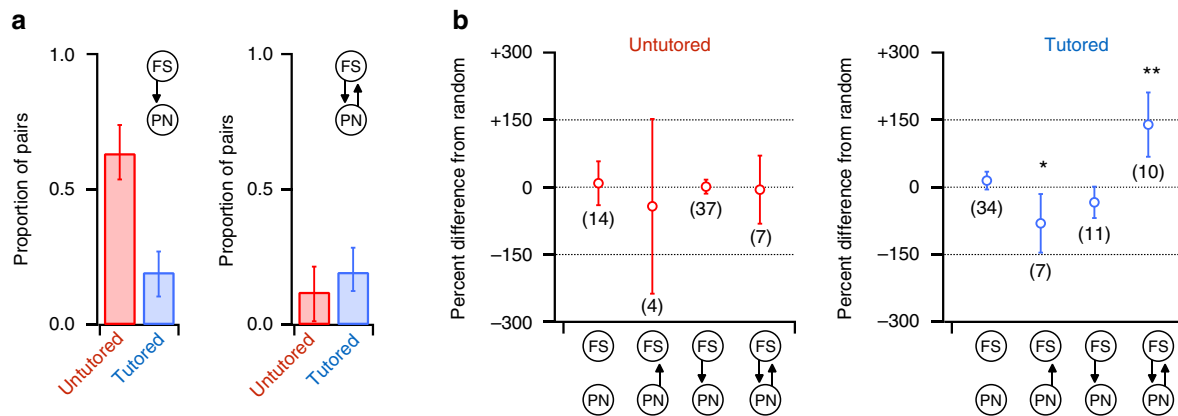 a
Proportion of pairs
1.0
0.5
0.0
FS
PN
Untutored
Tutored
Proportion of pairs
1.0
0.5
0.0
FS
PN
Untutored
Tutored
b
Percent difference from random
+300
+150
0
−150
−300
Untutored
(14)
(4)
(37)
(7)
FS FS FS FS
PN PN PN PN
Percent difference from random
+300
+150
0
−150
−300
Tutored
**
*
(34)
(7)
(11)
(10)
FS FS FS FS
PN PN PN PN